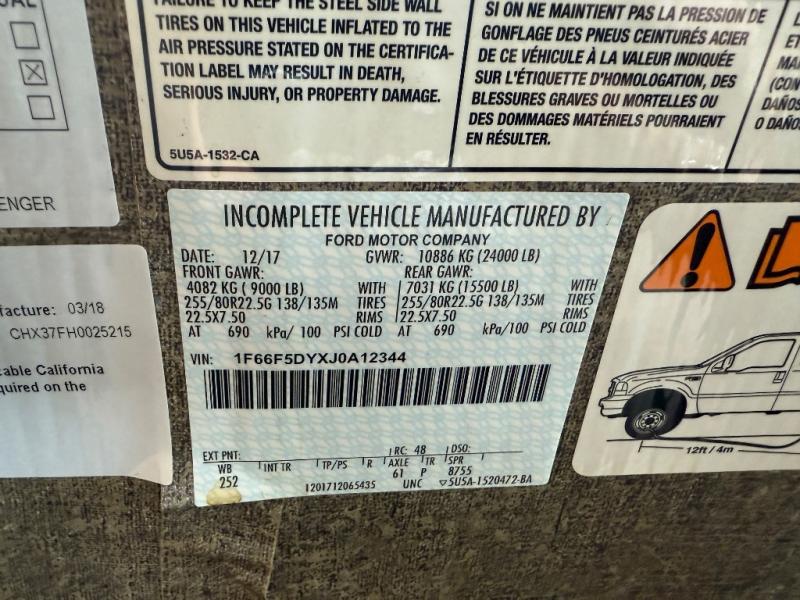 FAILURE TO KEEP THE STEEL SIDE WALL
TIRES ON THIS VEHICLE INFLATED TO THE
AIR PRESSURE STATED ON THE CERTIFICA-
TION LABEL MAY RESULT IN DEATH,
SERIOUS INJURY, OR PROPERTY DAMAGE.
5U5A-1532-CA
SI ON NE MAINTIENT PAS LA PRESSION DE
GONFLAGE DES PNEUS CEINTURÉS ACIER
DE CE VÉHICULE À LA VALEUR INDIQUÉE
SUR L'ÉTIQUETTE D'HOMOLOGATION, DES
BLESSURES GRAVES OU MORTELLES OU
DES DOMMAGES MATÉRIELS POURRAIENT
EN RÉSULTER.
ET
(CON
DAÑOS
O DAÑO
ENGER
facture: 03/18
CHX37FH0025215
cable California
quired on the
INCOMPLETE VEHICLE MANUFACTURED BY
FORD MOTOR COMPANY
DATE: 12/17 GVWR: 10886 KG (24000 LB)
FRONT GAWR: REAR GAWR:
4082 KG ( 9000 LB) WITH 7031 KG (15500 LB) WITH
255/80R22.5G 138/135M TIRES 255/80R22.5G 138/135M TIRES
22.5X7.50 RIMS 22.5X7.50 RIMS
AT 690 kPa/ 100 PSI COLD AT 690 kPa/ 100 PSI COLD
VIN: 1F66F5DYXJ0A12344
EXT PNT: RC: 48 DSO:
WB INT TR TP/PS R AXLE TR SPR
252 61 P 8755
1201712065435 UNC ▽5U5A-1520472-BA
12ft / 4m